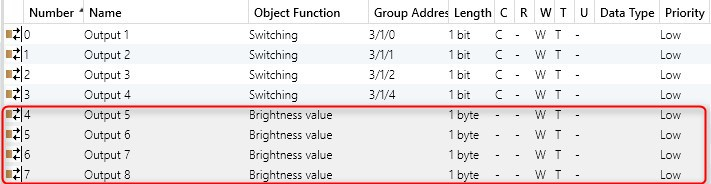 Number Name Object Function Group Addres Length C R W T U Data Type Priority
0 Output 1 Switching 3/1/0 1 bit C - W T - Low
1 Output 2 Switching 3/1/1 1 bit C - W T - Low
2 Output 3 Switching 3/1/2 1 bit C - W T - Low
3 Output 4 Switching 3/1/4 1 bit C - W T - Low
4 Output 5 Brightness value 1 byte - - W T - Low
5 Output 6 Brightness value 1 byte - - W T - Low
6 Output 7 Brightness value 1 byte - - W T - Low
7 Output 8 Brightness value 1 byte - - W T - Low